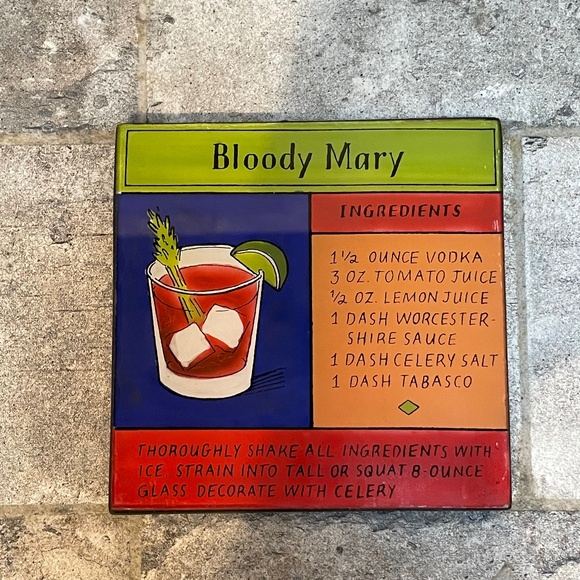 Bloody Mary
INGREDIENTS
1 1/2 OUNCE VODKA
3 OZ. TOMATO JUICE
1/2 OZ. LEMON JUICE
1 DASH WORCESTER-
SHIRE SAUCE
1 DASH CELERY SALT
1 DASH TABASCO
THOROUGHLY SHAKE ALL INGREDIENTS WITH
ICE. STRAIN INTO TALL OR SQUAT 8-OUNCE
GLASS. DECORATE WITH CELERY